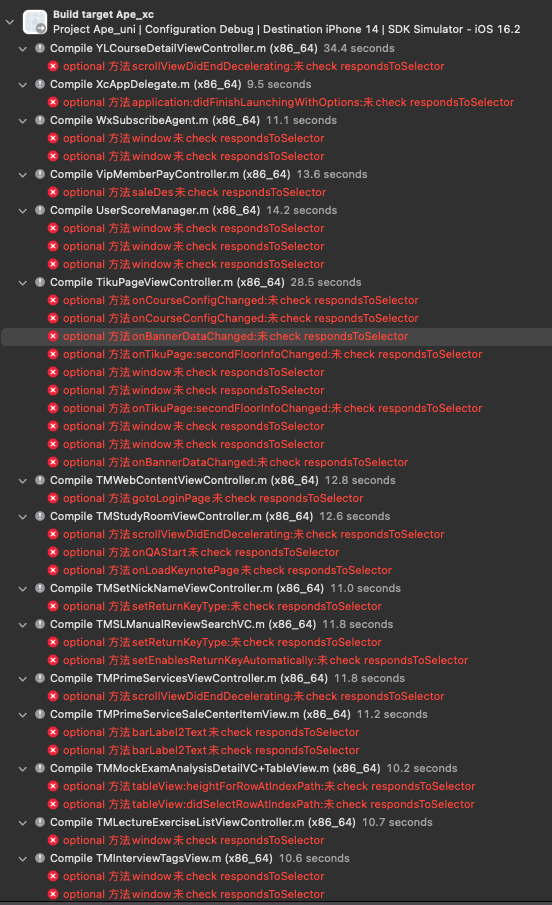 Build target Ape_xc
Project Ape_uni | Configuration Debug | Destination iPhone 14 | SDK Simulator - iOS 16.2
Compile YLCourseDetailViewController.m (x86_64) 34.4 seconds
optional 方法scrollViewDidEndDecelerating:未check respondsToSelector
Compile XcAppDelegate.m (x86_64) 9.5 seconds
optional 方法application:didFinishLaunchingWithOptions:未check respondsToSelector
Compile WxSubscribeAgent.m (x86_64) 11.1 seconds
optional 方法window未check respondsToSelector
optional 方法window未check respondsToSelector
Compile VipMemberPayController.m (x86_64) 13.6 seconds
optional 方法saleDes未check respondsToSelector
Compile UserScoreManager.m (x86_64) 14.2 seconds
optional 方法window未check respondsToSelector
optional 方法window未check respondsToSelector
optional 方法window未check respondsToSelector
Compile TikuPageViewController.m (x86_64) 28.5 seconds
optional 方法onCourseConfigChanged:未check respondsToSelector
optional 方法onCourseConfigChanged:未check respondsToSelector
optional 方法onBannerDataChanged:未check respondsToSelector
optional 方法onTikuPage:secondFloorInfoChanged:未check respondsToSelector
optional 方法window未check respondsToSelector
optional 方法window未check respondsToSelector
optional 方法onTikuPage:secondFloorInfoChanged:未check respondsToSelector
optional 方法window未check respondsToSelector
optional 方法window未check respondsToSelector
optional 方法onBannerDataChanged:未check respondsToSelector
Compile TMWebContentViewController.m (x86_64) 12.8 seconds
optional 方法gotoLoginPage未check respondsToSelector
Compile TMStudyRoomViewController.m (x86_64) 12.6 seconds
optional 方法scrollViewDidEndDecelerating:未check respondsToSelector
optional 方法onQAStart未check respondsToSelector
optional 方法onLoadKeynotePage未check respondsToSelector
Compile TMSetNickNameViewController.m (x86_64) 11.0 seconds
optional 方法setReturnKeyType:未check respondsToSelector
Compile TMSLManualReviewSearchVC.m (x86_64) 11.8 seconds
optional 方法setReturnKeyType:未check respondsToSelector
optional 方法setEnablesReturnKeyAutomatically:未check respondsToSelector
Compile TMPrimeServicesViewController.m (x86_64) 11.8 seconds
optional 方法scrollViewDidEndDecelerating:未check respondsToSelector
Compile TMPrimeServiceSaleCenterItemView.m (x86_64) 11.2 seconds
optional 方法barLabel2Text未check respondsToSelector
optional 方法barLabel2Text未check respondsToSelector
Compile TMMockExamAnalysisDetailVC+TableView.m (x86_64) 10.2 seconds
optional 方法tableView:heightForRowAtIndexPath:未check respondsToSelector
optional 方法tableView:didSelectRowAtIndexPath:未check respondsToSelector
Compile TMLectureExerciseListViewController.m (x86_64) 10.7 seconds
optional 方法window未check respondsToSelector
Compile TMInterviewTagsView.m (x86_64) 10.6 seconds
optional 方法window未check respondsToSelector
optional 方法window未check respondsToSelector